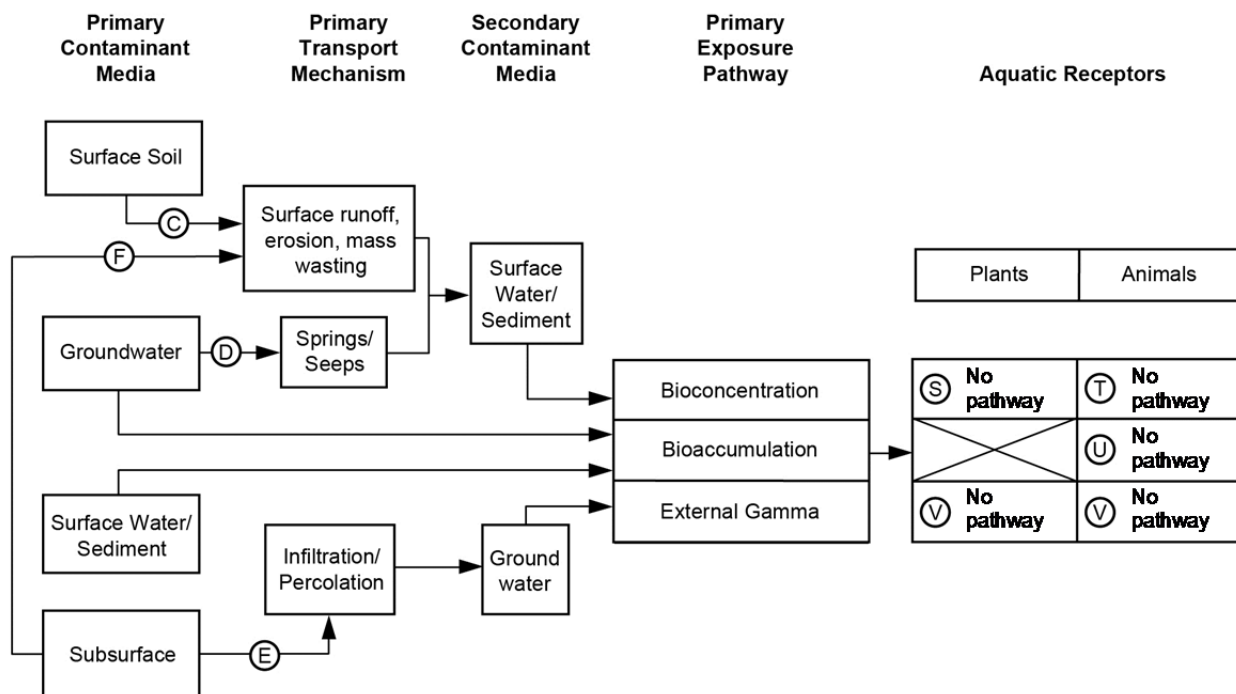 Primary
Contaminant
Media
Primary
Transport
Mechanism
Secondary
Contaminant
Media
Primary
Exposure
Pathway
Aquatic Receptors
Surface Soil
C
F
Surface runoff,
erosion, mass
wasting
Groundwater
D
Springs/
Seeps
Surface
Water/
Sediment
Plants
Animals
Bioconcentration
Bioaccumulation
External Gamma
S
No
pathway
T
No
pathway
U
No
pathway
V
No
pathway
V
No
pathway
Surface Water/
Sediment
Infiltration/
Percolation
Ground
water
Subsurface
E